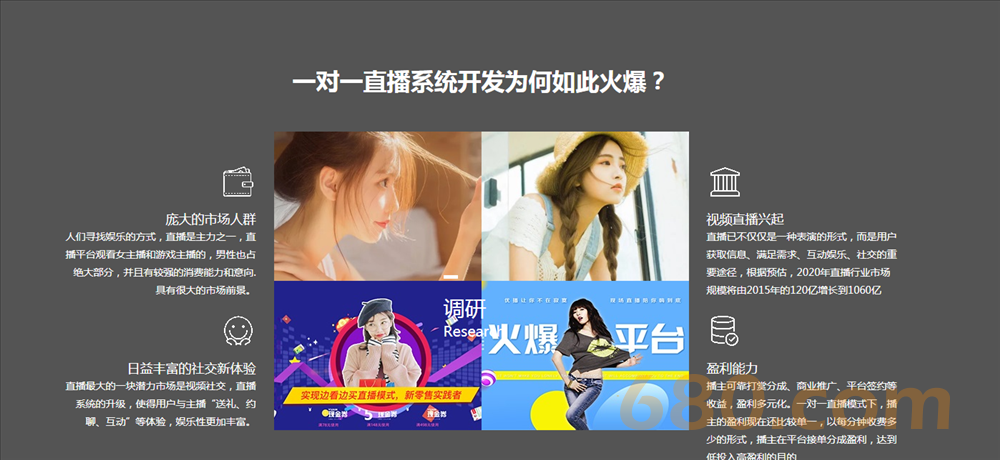 一对一直播系统开发为何如此火爆？
庞大的市场人群
人们寻找娱乐的方式，直播是主力之一，直
播平台观看女主播和游戏主播的，男性也占
绝大部分，并且有较强的消费能和意向.
具有很大的市场前景。
日益丰富的社交新体验
直播最大的一块潜力市场是视频社交，直播
系统的升级，使得用户与主播“送礼、约
聊、互动”等体验，娱乐性更加丰富。
调研
Resear
实现边看边买直播模式，新零售实践者
现金券
现金券
现金券
火爆 平台
视频直播兴起
直播已不仅仅是一种表演的形式，而是用户
获取信息、满足需求、互动娱乐、社交的重
要途径，根据预估，2020年直播行业市场
规模将由2015年的120亿增长到1060亿
盈利能力
播主可靠打赏分成、商业推广、平台签约等
收益，盈利多元化。一对一直播模式下，播
主的盈利现在还比较单一，以每分钟收费多
少的形式，播主在平台接单分成盈利，达到
低投入高盈利的目的
680.com